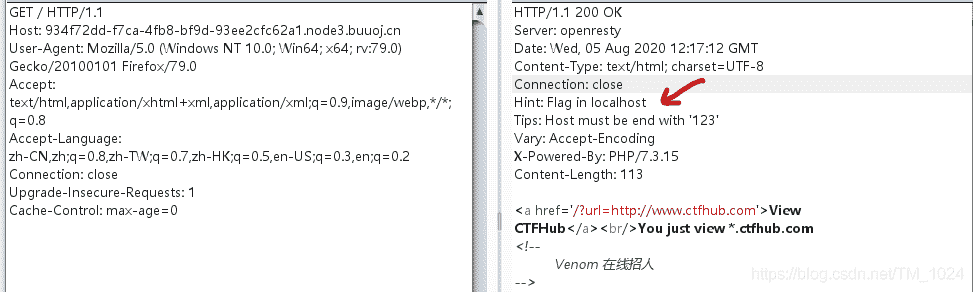 GET / HTTP/1.1
Host: 934f72dd-f7ca-4fb8-bf9d-93ee2cfc62a1.node3.buuoj.cn
User-Agent: Mozilla/5.0 (Windows NT 10.0; Win64; x64; rv:79.0)
Gecko/20100101 Firefox/79.0
Accept:
text/html,application/xhtml+xml,application/xml;q=0.9,image/webp,*/*;
q=0.8
Accept-Language:
zh-CN,zh;q=0.8,zh-TW;q=0.7,zh-HK;q=0.5,en-US;q=0.3,en;q=0.2
Connection: close
Upgrade-Insecure-Requests: 1
Cache-Control: max-age=0
HTTP/1.1 200 OK
Server: openresty
Date: Wed, 05 Aug 2020 12:17:12 GMT
Content-Type: text/html; charset=UTF-8
Connection: close
Hint: Flag in localhost
Tips: Host must be end with '123'
Vary: Accept-Encoding
X-Powered-By: PHP/7.3.15
Content-Length: 113
<a href='/?url=http://www.ctfhub.com'>View
CTFHub</a><br/>You just view *.ctfhub.com
<!--
Venom 在线招人
-->
https://blog.csdn.net/TM_1024